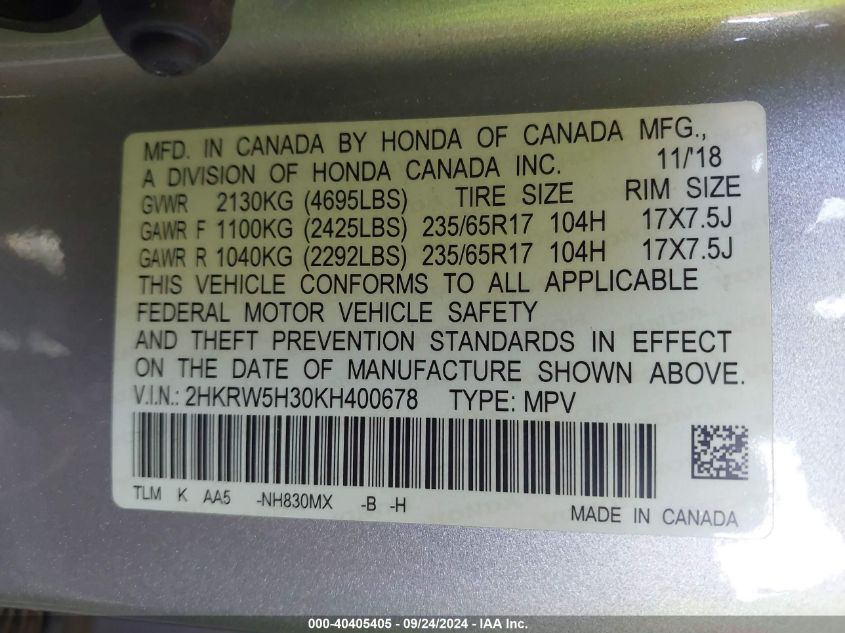 MFD. IN CANADA BY HONDA OF CANADA MFG.,
A DIVISION OF HONDA CANADA INC. 11/'18
GVWR 2130KG (4695LBS) TIRE SIZE RIM SIZE
GAWR F 1100KG (2425LBS) 235/65R17 104H 17X7.5J
GAWR R 1040KG (2292LBS) 235/65R17 104H 17X7.5J
THIS VEHICLE CONFORMS TO ALL APPLICABLE
FEDERAL MOTOR VEHICLE SAFETY
AND THEFT PREVENTION STANDARDS IN EFFECT
ON THE DATE OF MANUFACTURE SHOWN ABOVE.
V.I.N.: 2HKRW5H30KH400678 TYPE: MPV
TLM K AA5 -NH830MX -B -H
MADE IN CANADA
000-40405405 - 09/24/2024 - IAA Inc.